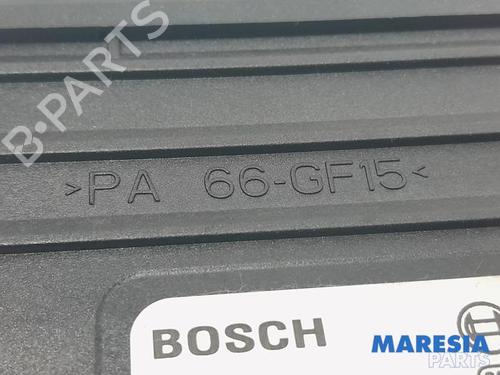 B-PARTS
>PA 66-GF15<
BOSCH
MARESIA
PARTS